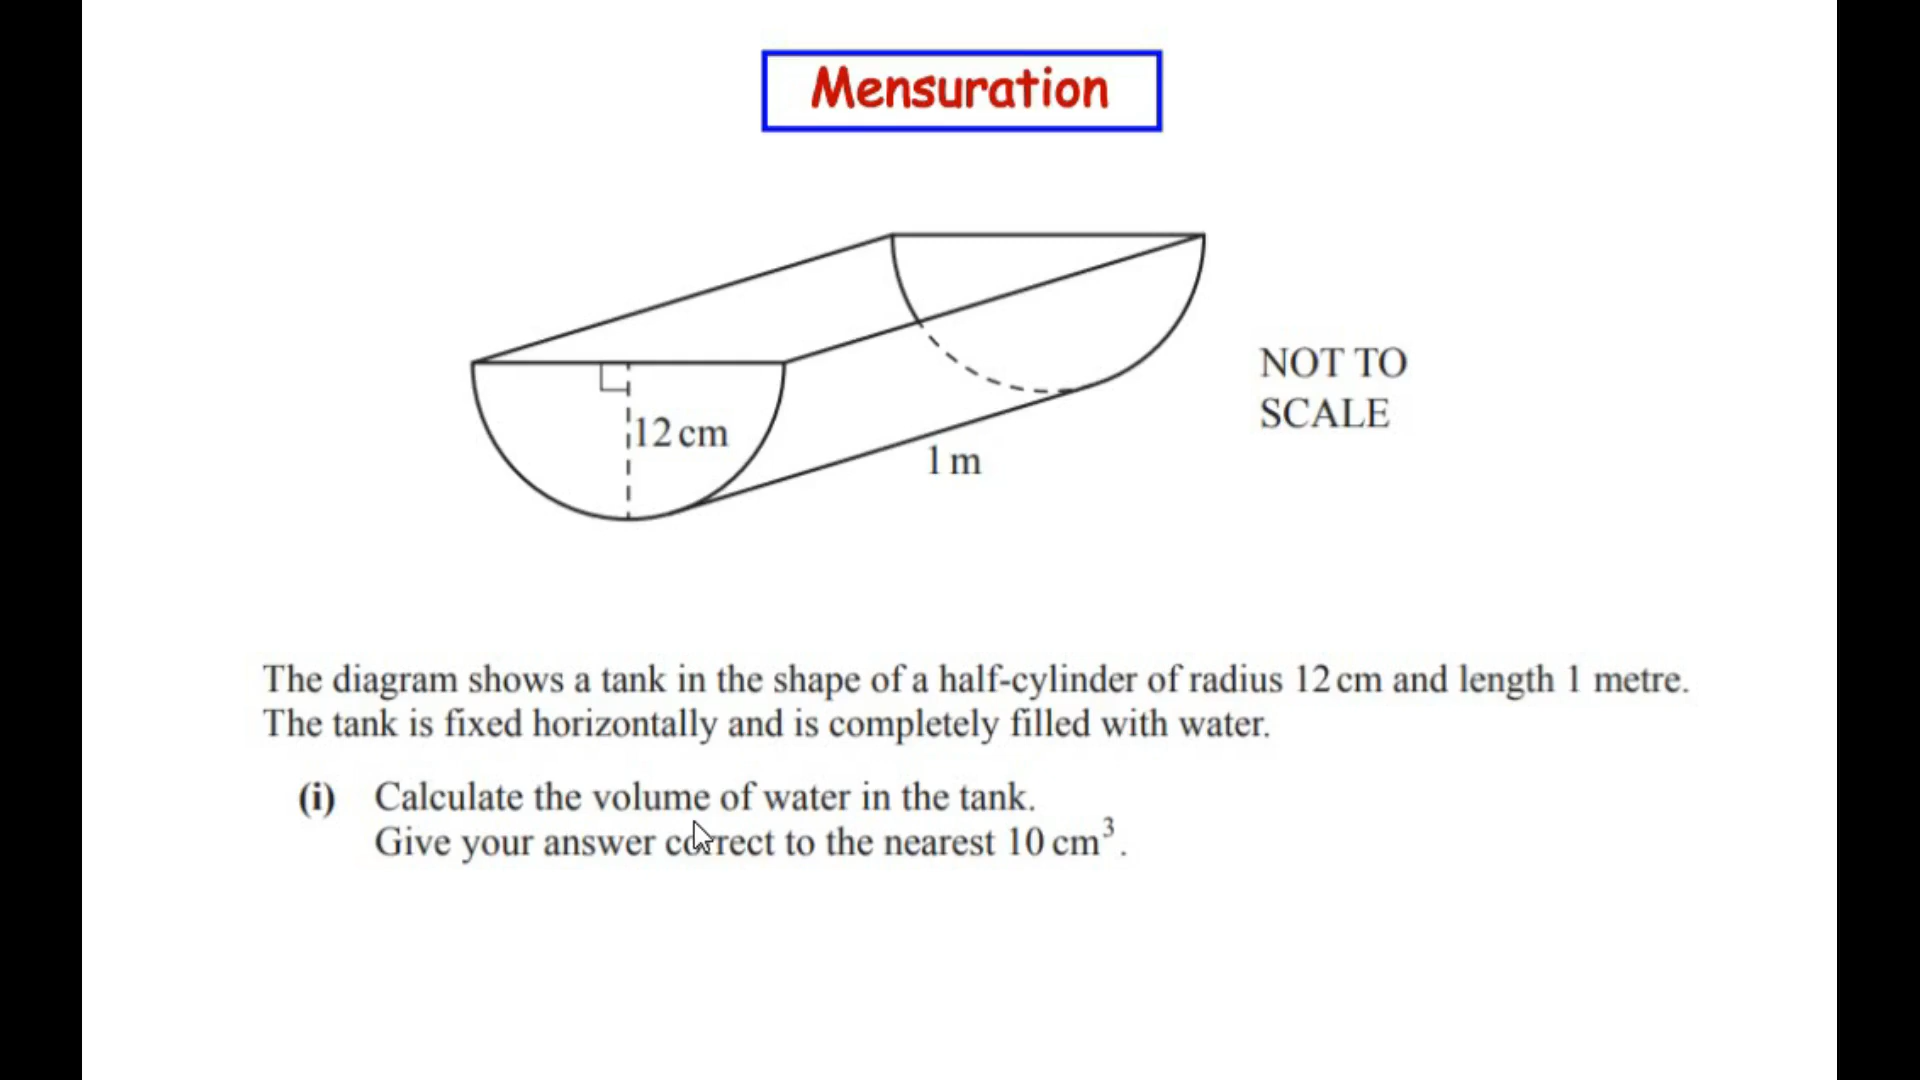 Mensuration
12 cm
1 m
NOT TO
SCALE
The diagram shows a tank in the shape of a half-cylinder of radius 12 cm and length 1 metre.
The tank is fixed horizontally and is completely filled with water.
(i) Calculate the volume of water in the tank.
Give your answer correct to the nearest 10 cm³.